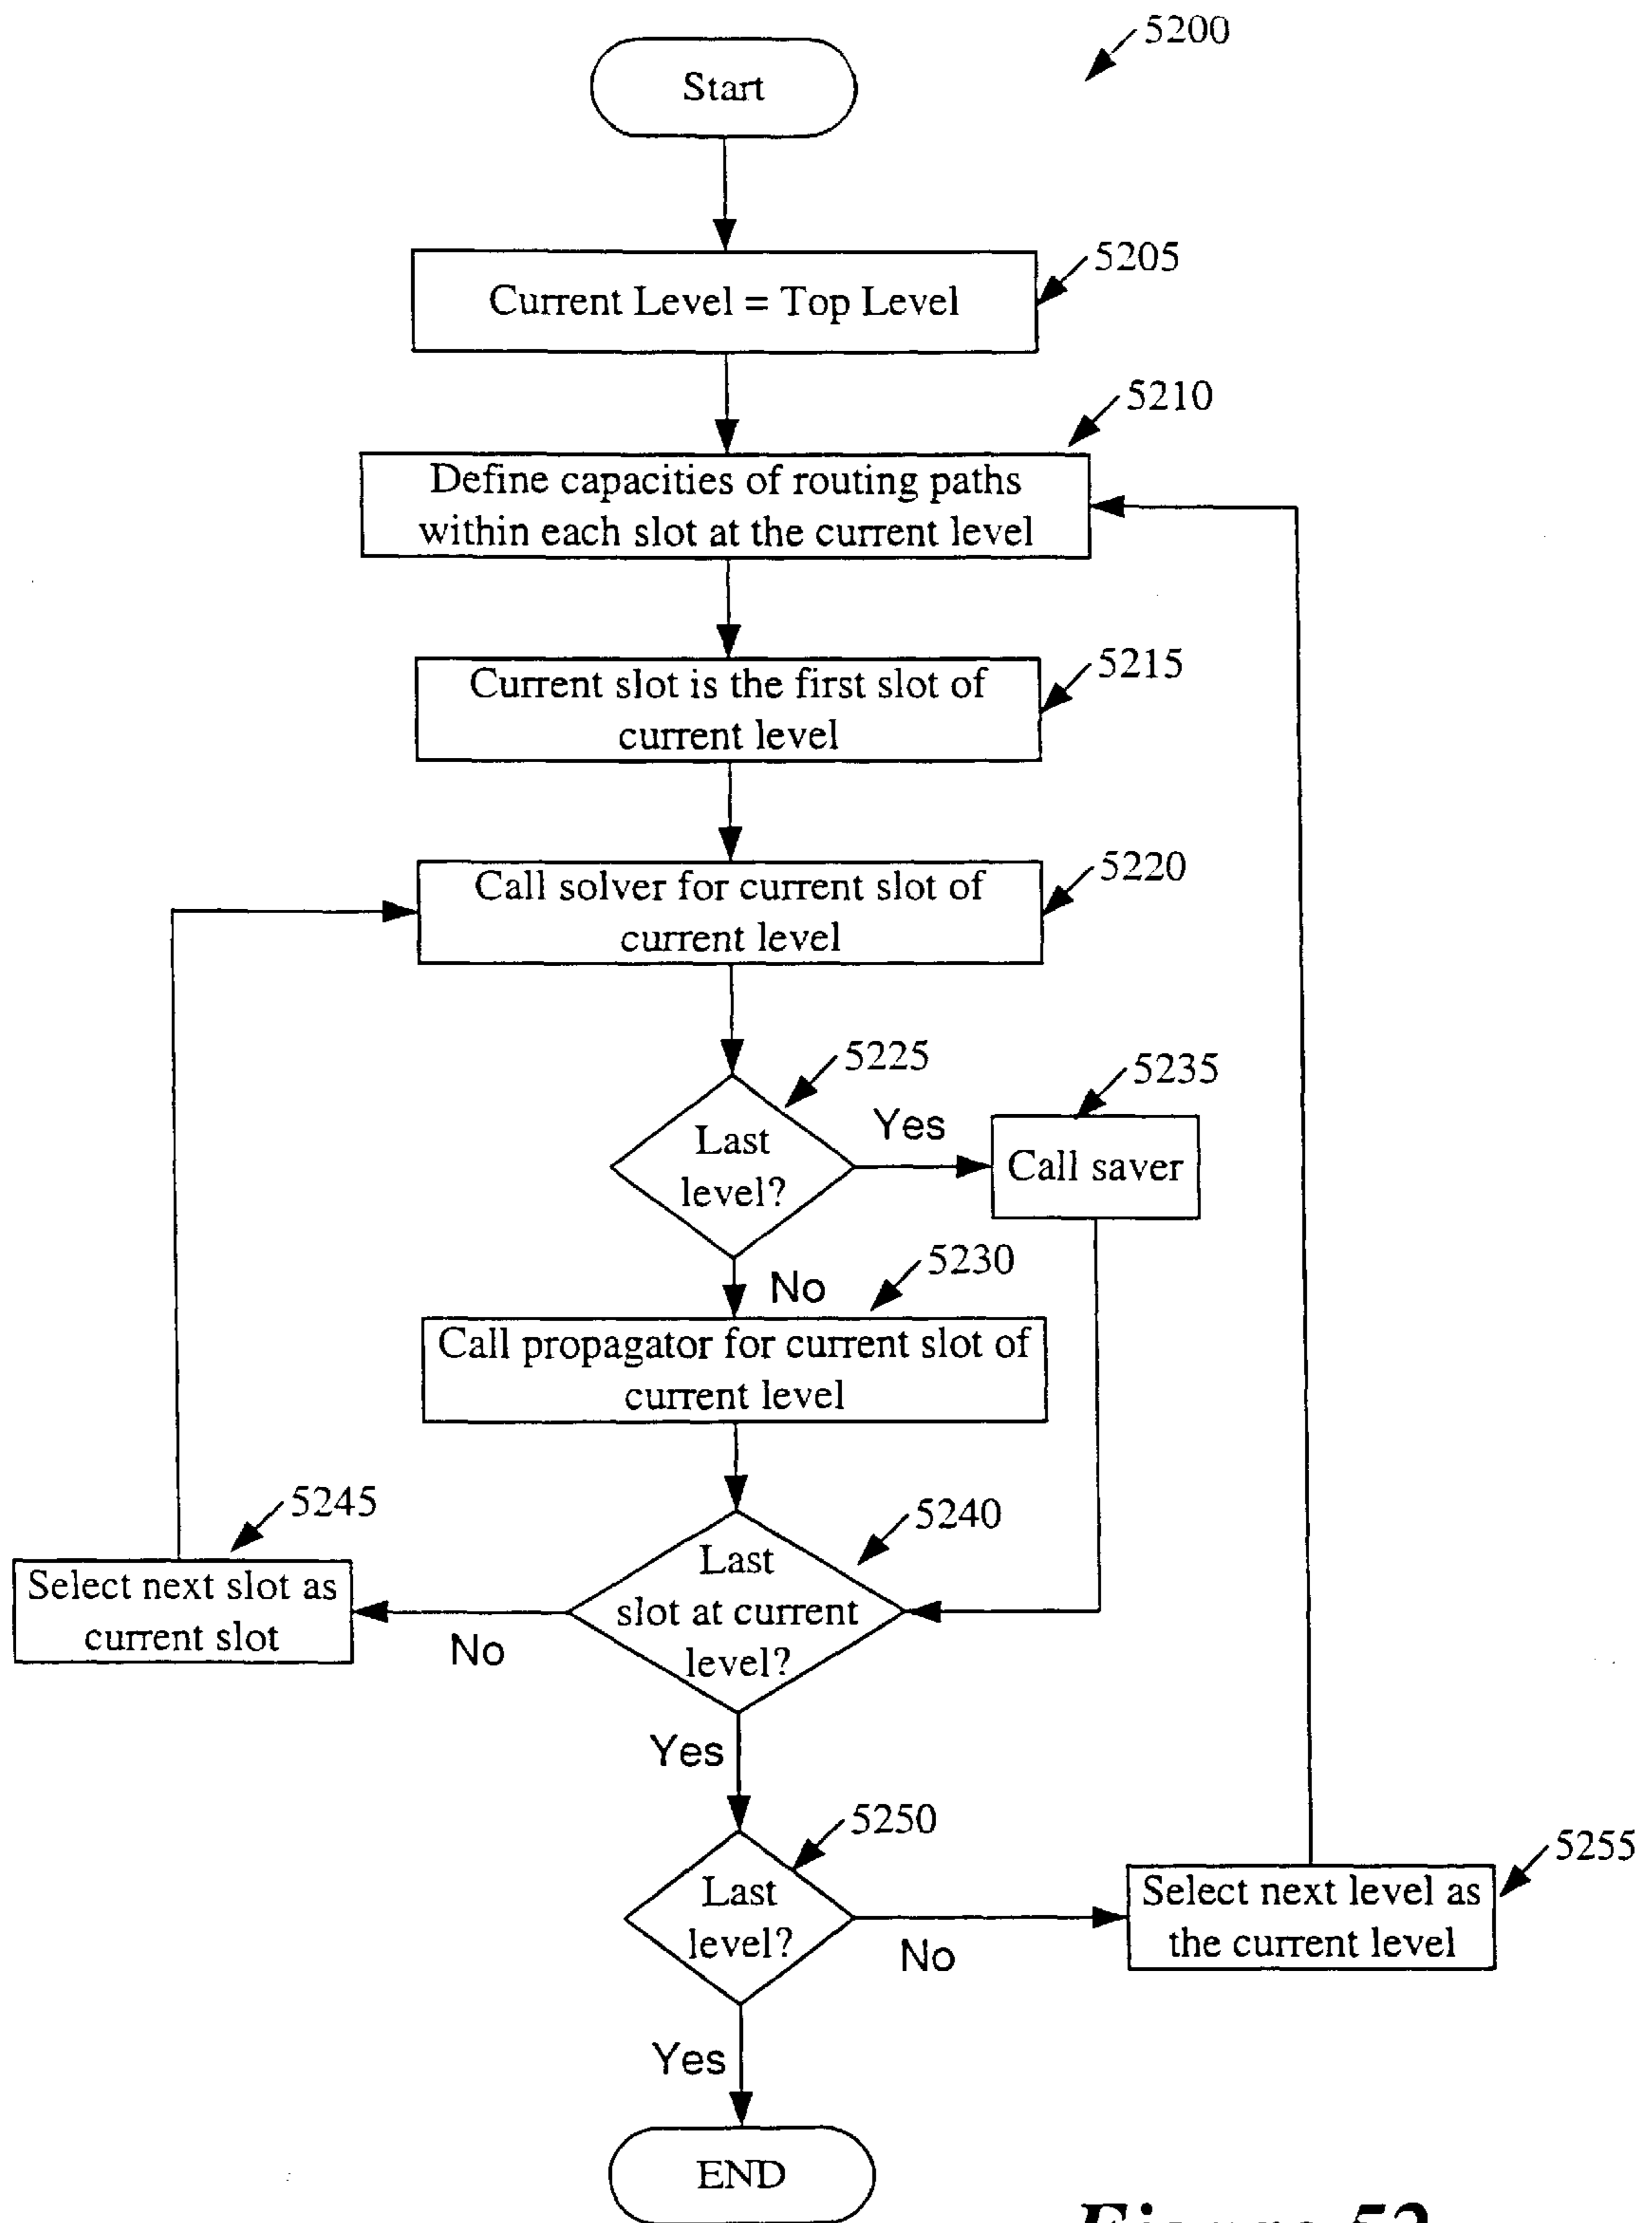 5200
Start
5205
Current Level = Top Level
5210
Define capacities of routing paths
within each slot at the current level
5215
Current slot is the first slot of
current level
5220
Call solver for current slot of
current level
5225
Last
level?
Yes
5235
Call saver
No
5230
Call propagator for current slot of
current level
5245
Select next slot as
current slot
No
5240
Last
slot at current
level?
Yes
5250
Last
level?
No
5255
Select next level as
the current level
Yes
END
Figure 52